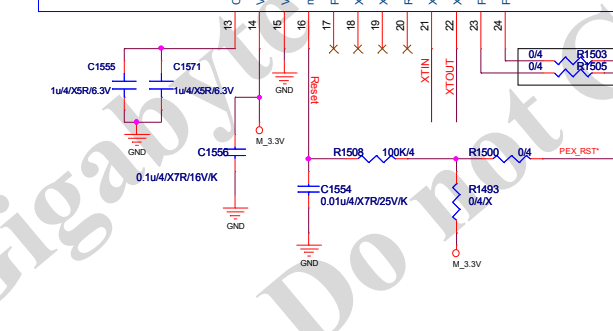 13
14
15
16
17
18
19
20
21
22
23
24
C1555
C1571
1u/4/X5R/6.3V
1u/4/X5R/6.3V
GND
GND
Reset
XTIN
XTOUT
0/4
R1503
0/4
R1505
M_3.3V
C1556
0.1u/4/X7R/16V/K
GND
R1508
100K/4
R1500
0/4
PEX_RST*
C1554
0.01u/4/X7R/25V/K
R1493
0/4/X
GND
M_3.3V
Gigabyte
Do not